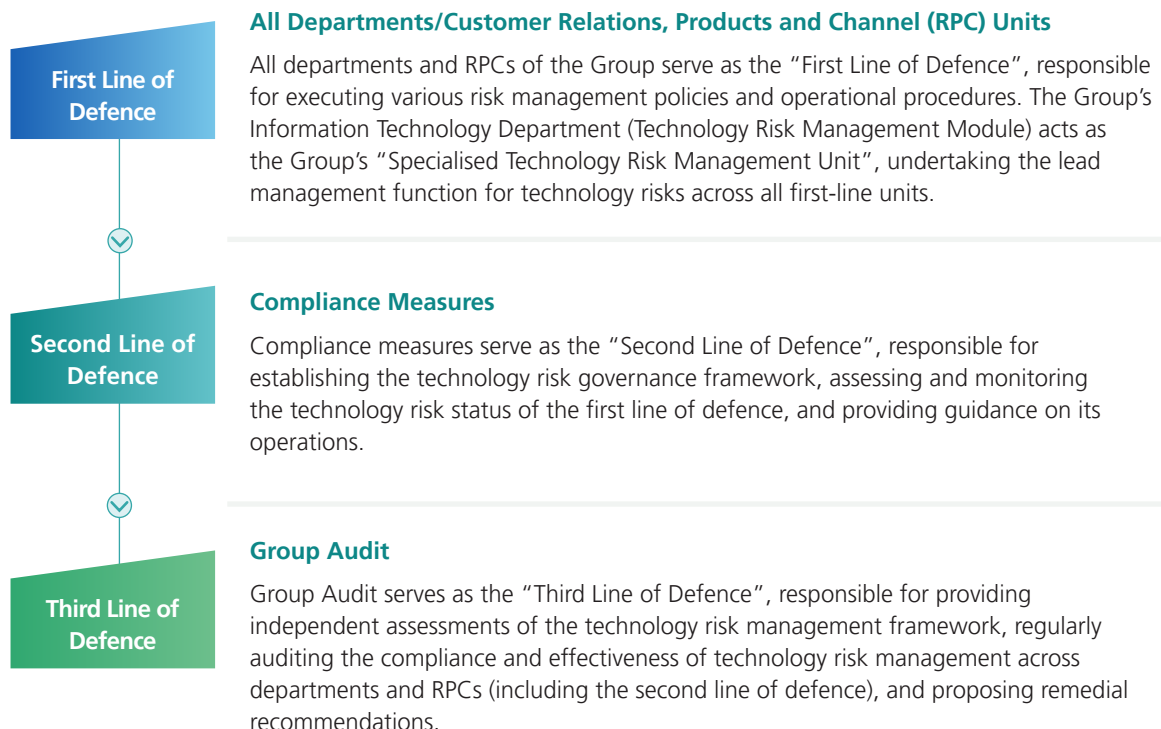 All Departments/Customer Relations, Products and Channel (RPC) Units
First Line of
Defence
All departments and RPCs of the Group serve as the “First Line of Defence”, responsible
for executing various risk management policies and operational procedures. The Group’s
Information Technology Department (Technology Risk Management Module) acts as
the Group’s “Specialised Technology Risk Management Unit”, undertaking the lead
management function for technology risks across all first-line units.
Compliance Measures
Second Line of
Defence
Compliance measures serve as the “Second Line of Defence”, responsible for
establishing the technology risk governance framework, assessing and monitoring
the technology risk status of the first line of defence, and providing guidance on its
operations.
Group Audit
Third Line of
Defence
Group Audit serves as the “Third Line of Defence”, responsible for providing
independent assessments of the technology risk management framework, regularly
auditing the compliance and effectiveness of technology risk management across
departments and RPCs (including the second line of defence), and proposing remedial
recommendations.